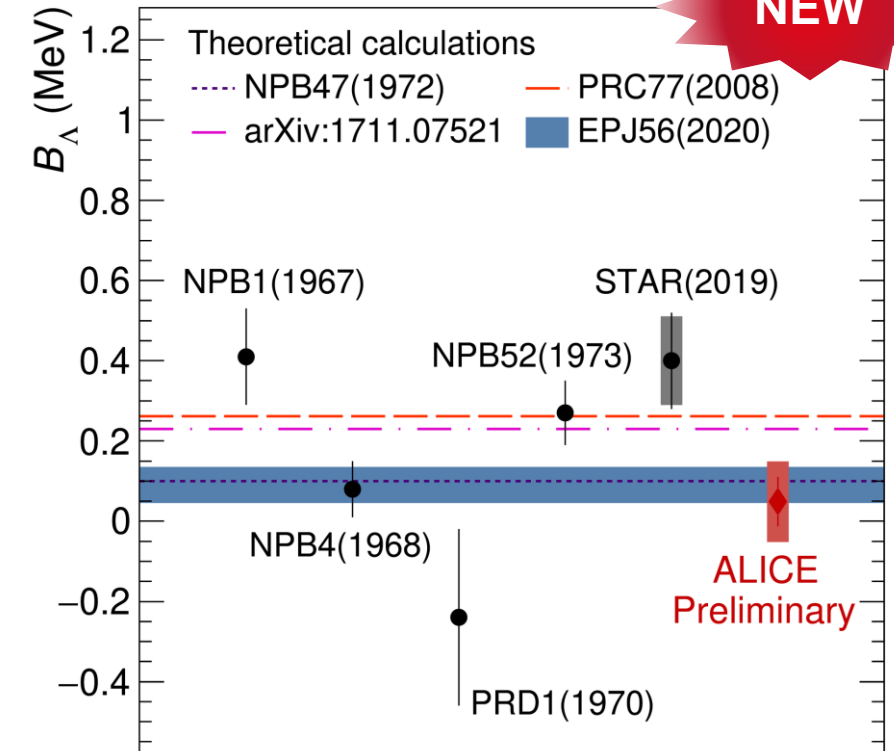 NEW
B_Λ (MeV)
Theoretical calculations
NPB47(1972)
PRC77(2008)
arXiv:1711.07521
EPJ56(2020)
1.2
1
0.8
0.6
0.4
0.2
0
−0.2
−0.4
NPB1(1967)
STAR(2019)
NPB52(1973)
NPB4(1968)
ALICE
Preliminary
PRD1(1970)